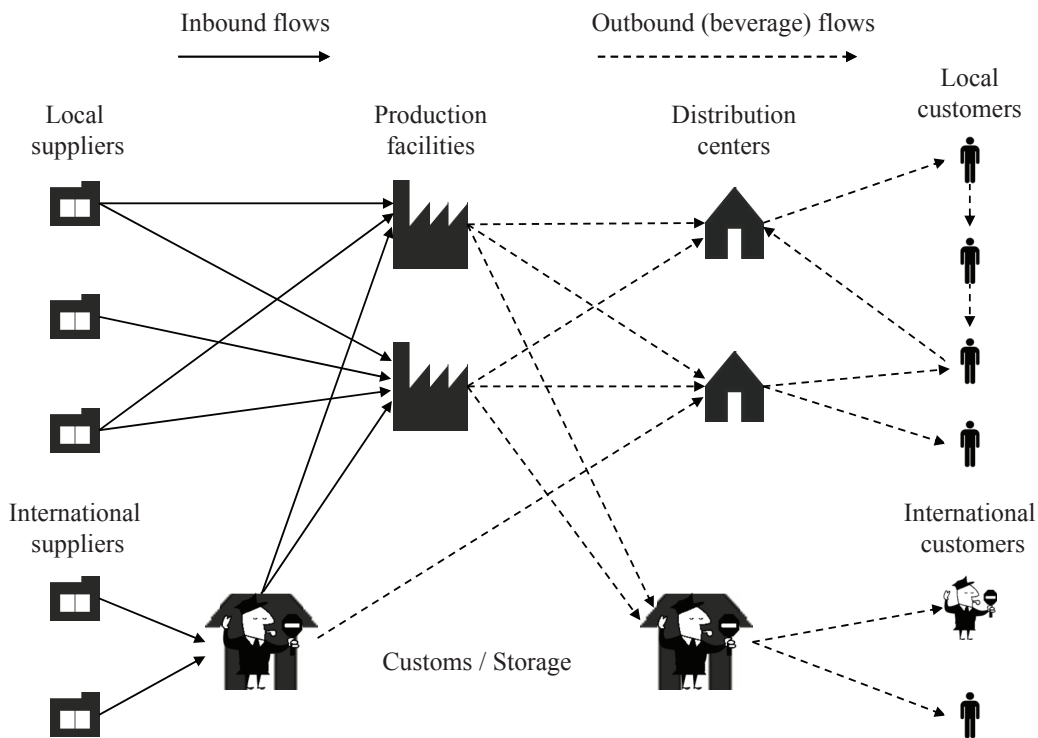 Inbound flows
Outbound (beverage) flows
Local
suppliers
Production
facilities
Distribution
centers
Local
customers
International
suppliers
International
customers
Customs / Storage